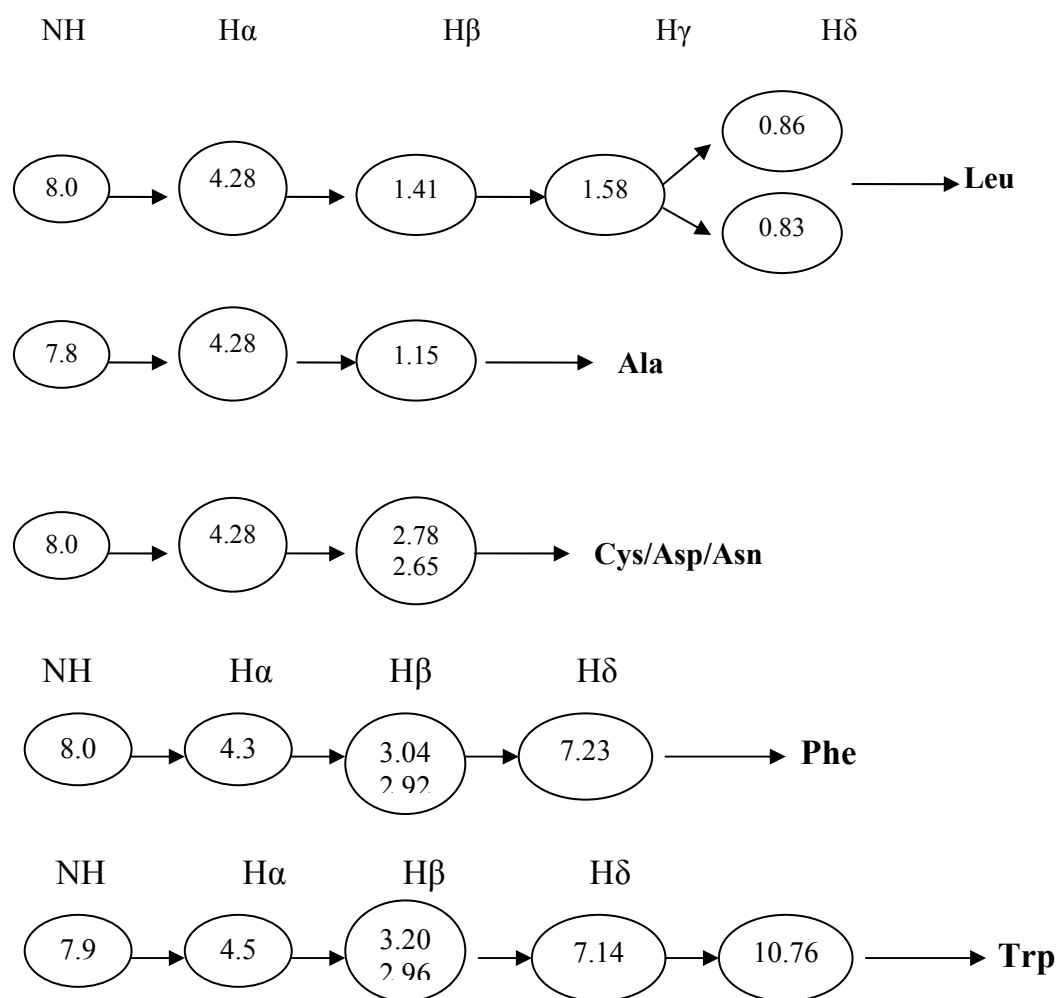 NH Hα Hβ Hγ Hδ
0.86
8.0 4.28 1.41 1.58 Leu
0.83
7.8 4.28 1.15 Ala
8.0 4.28 2.78 Cys/Asp/Asn
2.65
NH Hα Hβ Hδ
8.0 4.3 3.04 7.23 Phe
2.92
NH Hα Hβ Hδ
7.9 4.5 3.20 7.14 10.76 Trp
2.96